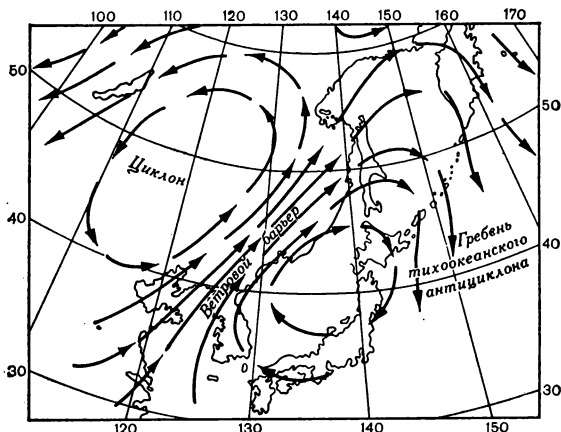 100 110 120 130 140 150 160 170
50
50
Циклон
Ветровой барьер
40
40
Гребень
тихоокеанского
антициклона
30
30
120 130 140 150